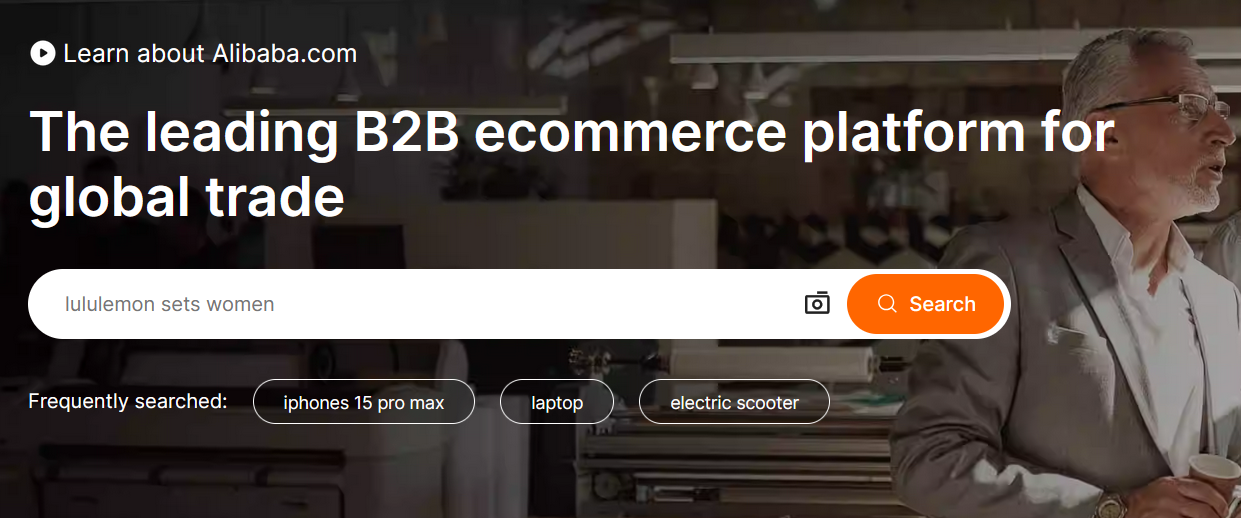 Learn about Alibaba.com
The leading B2B ecommerce platform for
global trade
lululemon sets women
Search
Frequently searched:
iphones 15 pro max
laptop
electric scooter